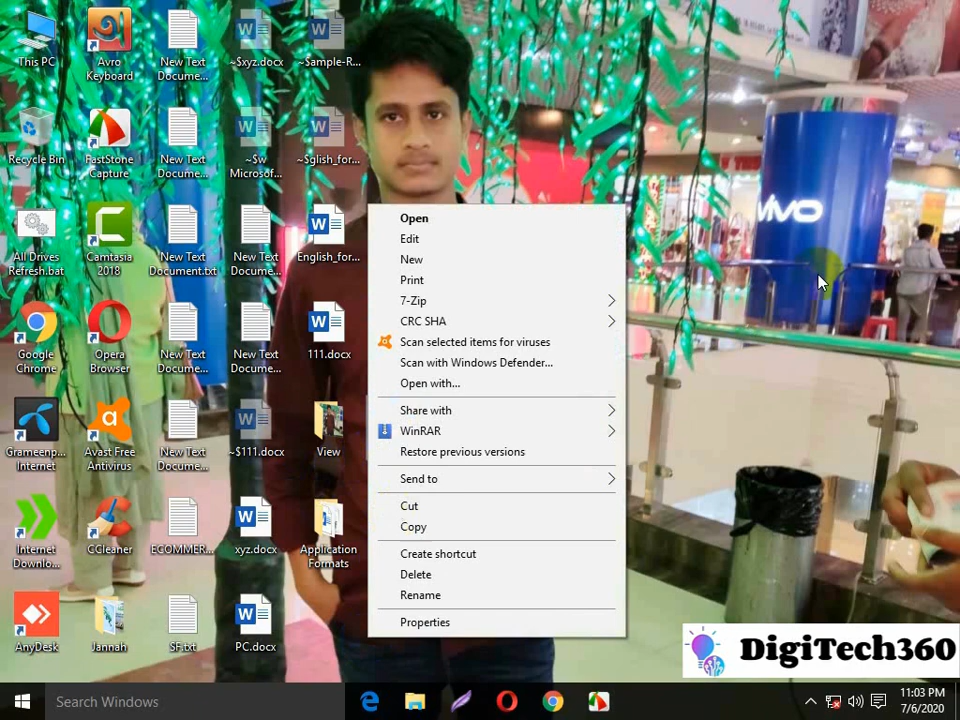 This PC
Avro
Keyboard
New Text
Docume...
~$xyz.docx
~$ample-R...
Recycle Bin
FastStone
Capture
New Text
Docume...
~$w
Microsof...
~$glish_for...
All Drives
Refresh.bat
Camtasia
2018
New Text
Document.txt
New Text
Docume...
English_for...
Google
Chrome
Opera
Browser
New Text
Docume...
New Text
Docume...
111.docx
Grameenp...
Internet
Avast Free
Antivirus
New Text
Docume...
~$111.docx
View
Internet
Downlo...
CCleaner
ECOMMER...
xyz.docx
Application
Formats
AnyDesk
Jannah
SF.txt
PC.docx
Open
Edit
New
Print
7-Zip
CRC SHA
Scan selected items for viruses
Scan with Windows Defender...
Open with...
Share with
WinRAR
Restore previous versions
Send to
Cut
Copy
Create shortcut
Delete
Rename
Properties
vivo
DigiTech360
Search Windows
11:03 PM
7/6/2020